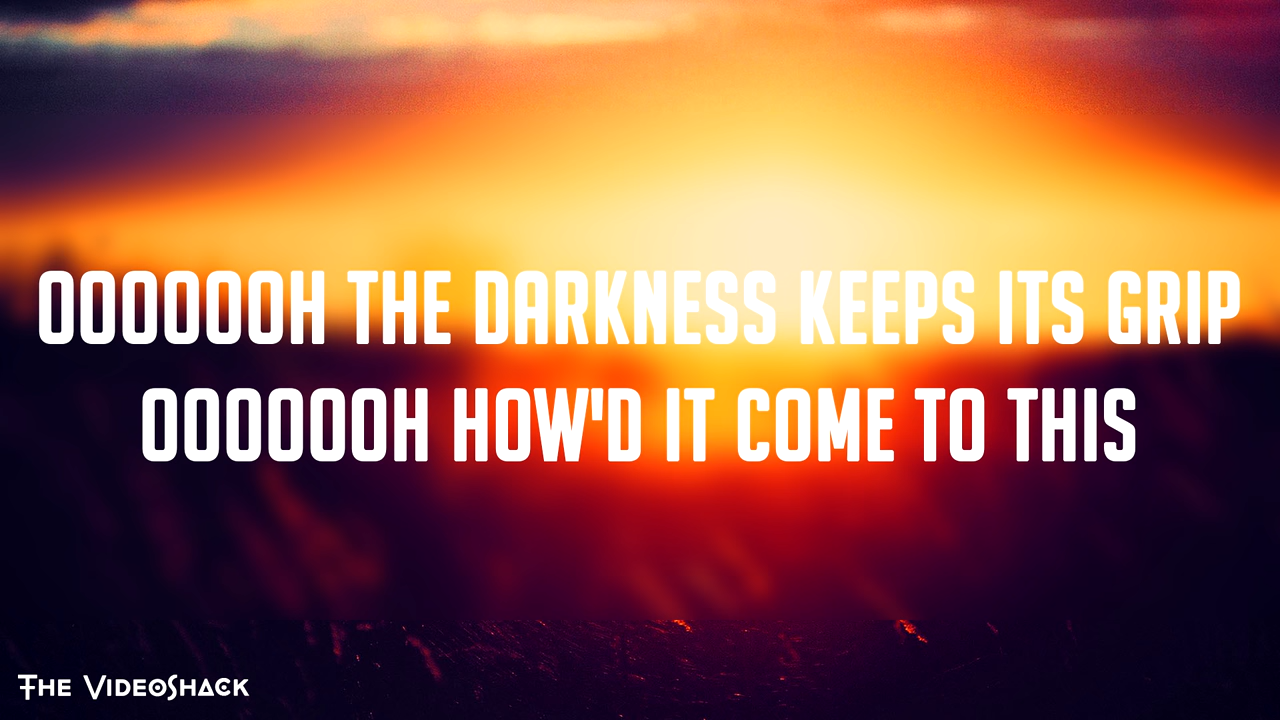 OOOOOOH THE DARKNESS KEEPS ITS GRIP
OOOOOOH HOW'D IT COME TO THIS
THE VIDEOSHACK